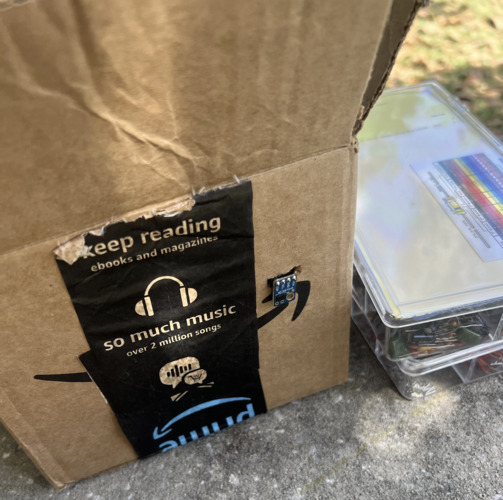 keep reading
ebooks and magazines
so much music
over 2 million songs
prime